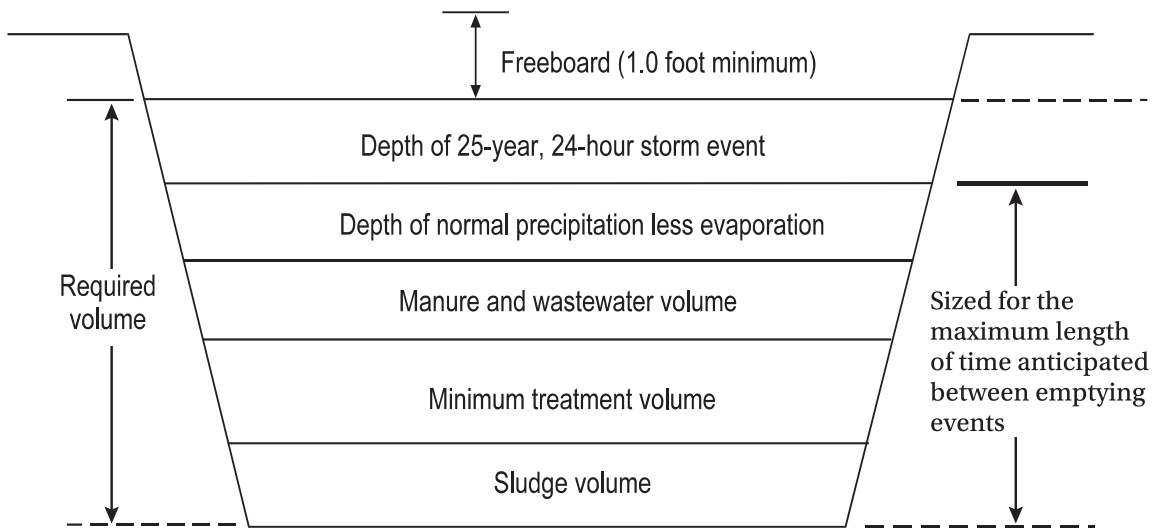 Freeboard (1.0 foot minimum)
Depth of 25-year, 24-hour storm event
Depth of normal precipitation less evaporation
Required
volume
Manure and wastewater volume
Minimum treatment volume
Sludge volume
Sized for the
maximum length
of time anticipated
between emptying
events